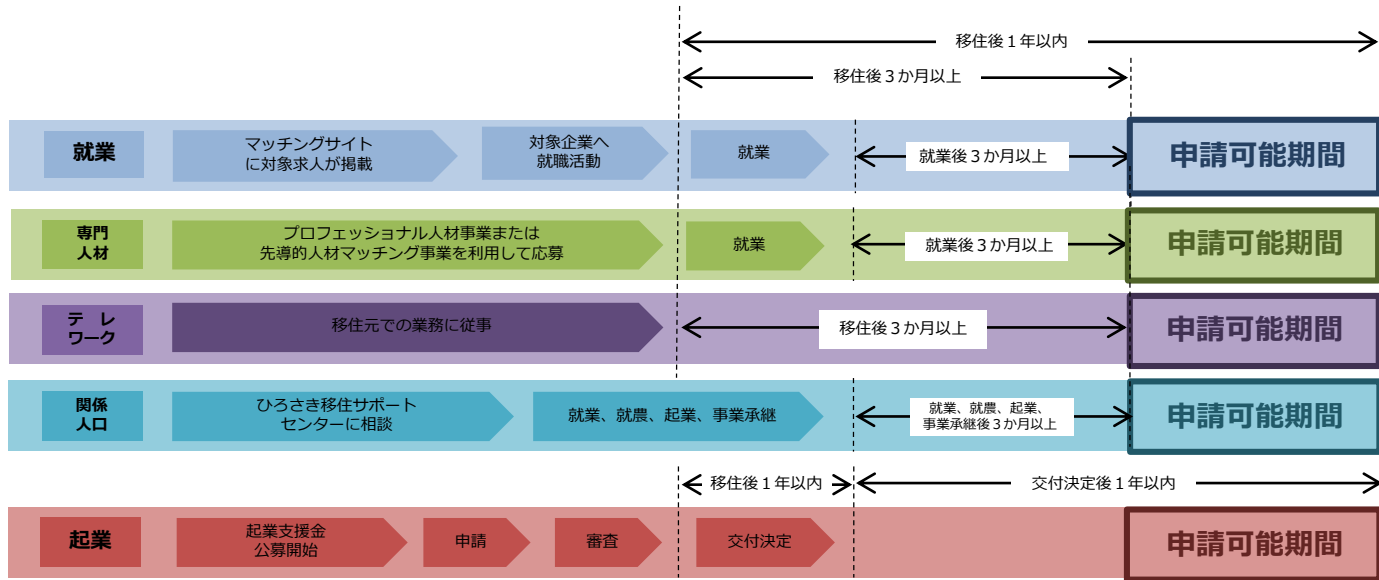 移住後１年以内
移住後３か月以上
就業
マッチングサイト
に対象求人が掲載
対象企業へ
就職活動
就業
就業後３か月以上
申請可能期間
専門
人材
プロフェッショナル人材事業または
先導的人材マッチング事業を利用して応募
就業
就業後３か月以上
申請可能期間
テ レ
ワーク
移住元での業務に従事
移住後３か月以上
申請可能期間
関係
人口
ひろさき移住サポート
センターに相談
就業、就農、起業、事業承継
就業、就農、起業、
事業承継後３か月以上
申請可能期間
移住後１年以内
交付決定後１年以内
起業
起業支援金
公募開始
申請
審査
交付決定
申請可能期間